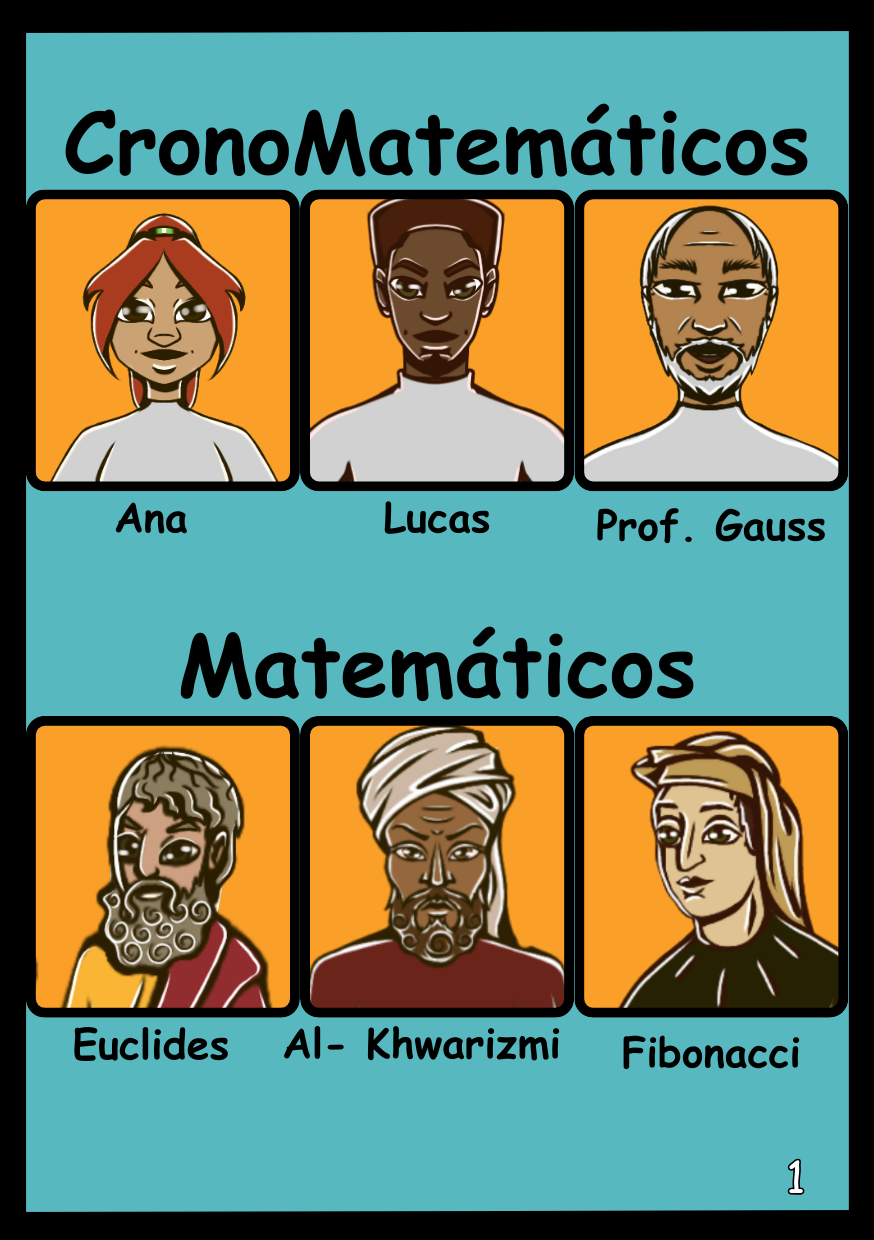 CronoMatemáticos
Ana Lucas Prof. Gauss
Matemáticos
Euclides Al- Khwarizmi Fibonacci
1